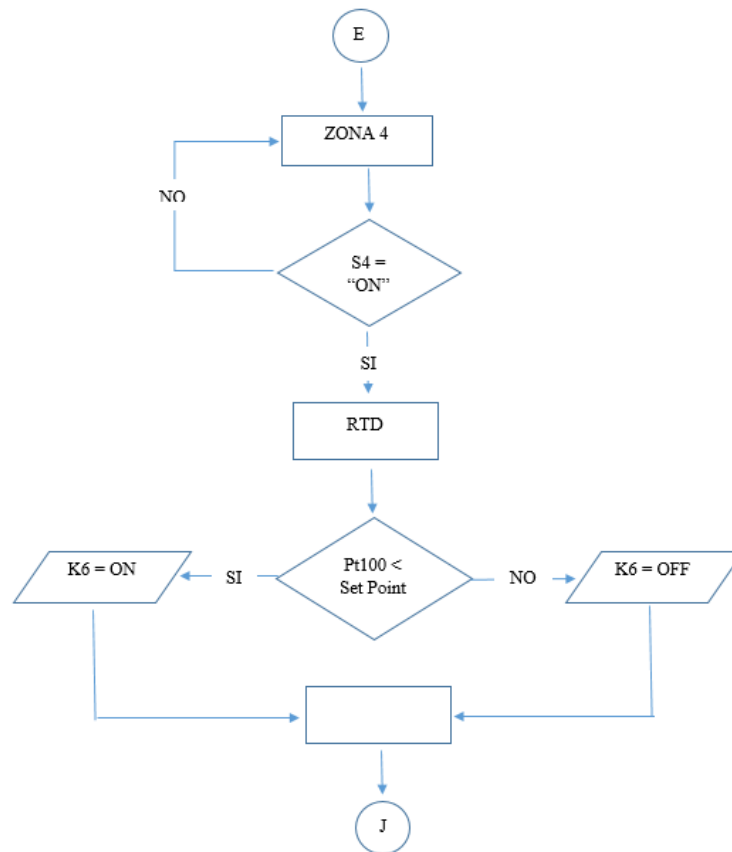 E
ZONA 4
NO
S4 =
“ON”
SI
RTD
K6 = ON
SI
Pt100 <
Set Point
NO
K6 = OFF
J